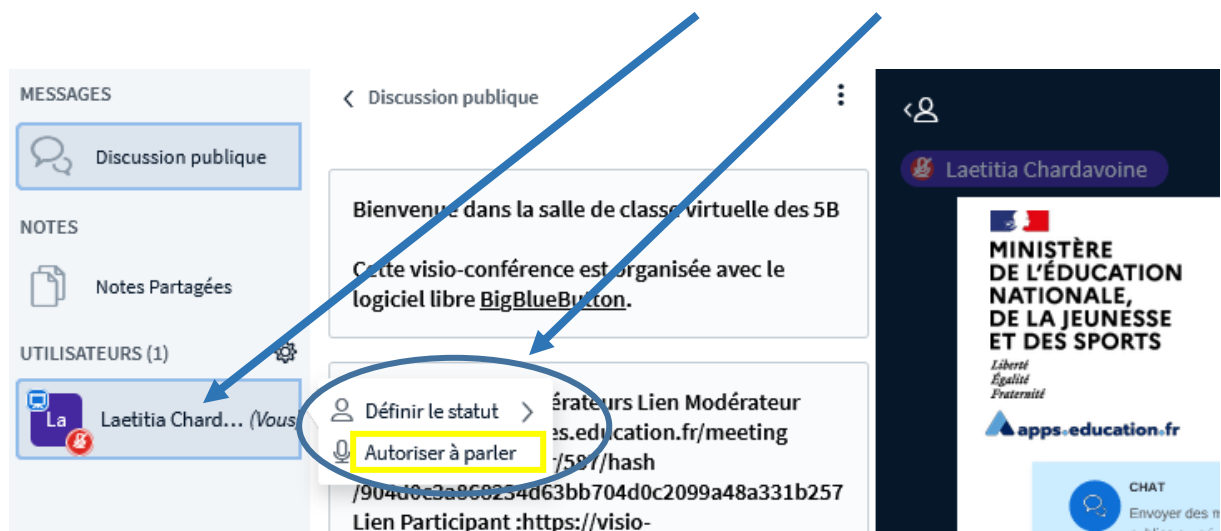 MESSAGES
Discussion publique
NOTES
Notes Partagées
UTILISATEURS (1)
La
Laetitia Chard... (Vous)
Discussion publique
Bienvenue dans la salle de classe virtuelle des 5B
Cette visio-conférence est organisée avec le
logiciel libre BigBlueButton.
Définir le statut
Autoriser à parler
érateurs Lien Modérateur
es.education.fr/meeting
r/587/hash
Lien Participant :https://visio-
Laetitia Chardavoine
MINISTÈRE
DE L'ÉDUCATION
NATIONALE,
DE LA JEUNESSE
ET DES SPORTS
Liberté
Égalité
Fraternité
apps.education.fr
CHAT
Envoyer des m